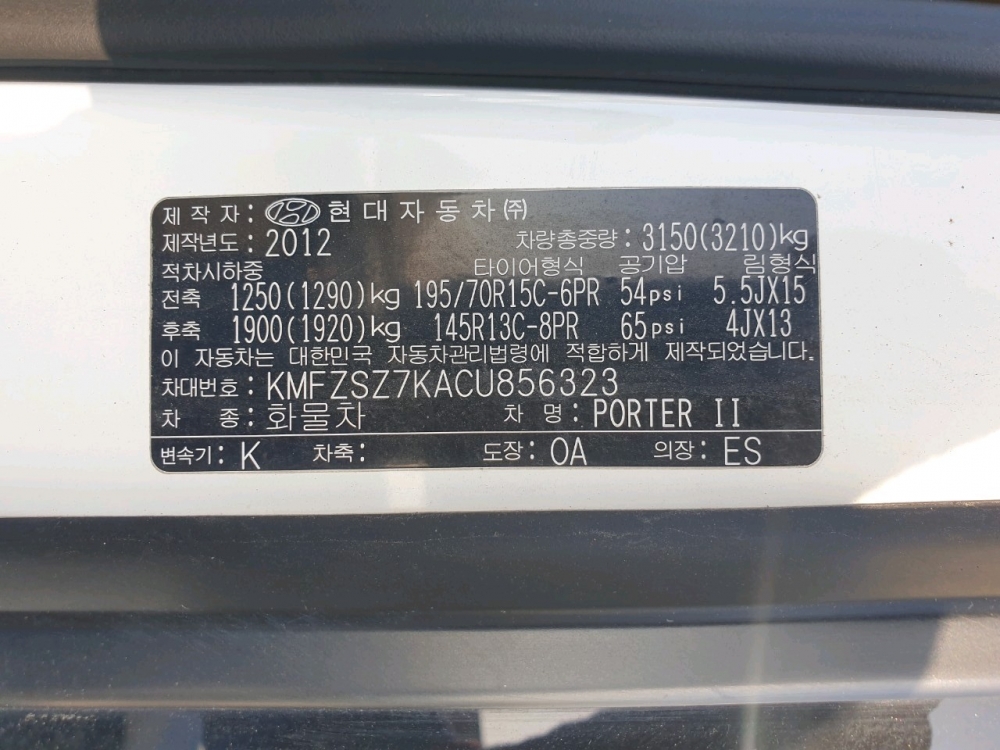 제 작 자 : 현대자동차㈜
제작년도 : 2012 차량총중량 : 3150(3210)kg
적차시하중 타이어형식 공기압 림형식
전축 1250(1290)kg 195/70R15C-6PR 54psi 5.5JX15
후축 1900(1920)kg 145R13C-8PR 65psi 4JX13
이 자동차는 대한민국 자동차관리법령에 적합하게 제작되었습니다.
차대번호 : KMFZSZ7KACU856323
차 종 : 화물차 차 명 : PORTER II
변속기 : K 차축 : 도장 : OA 의장 : ES